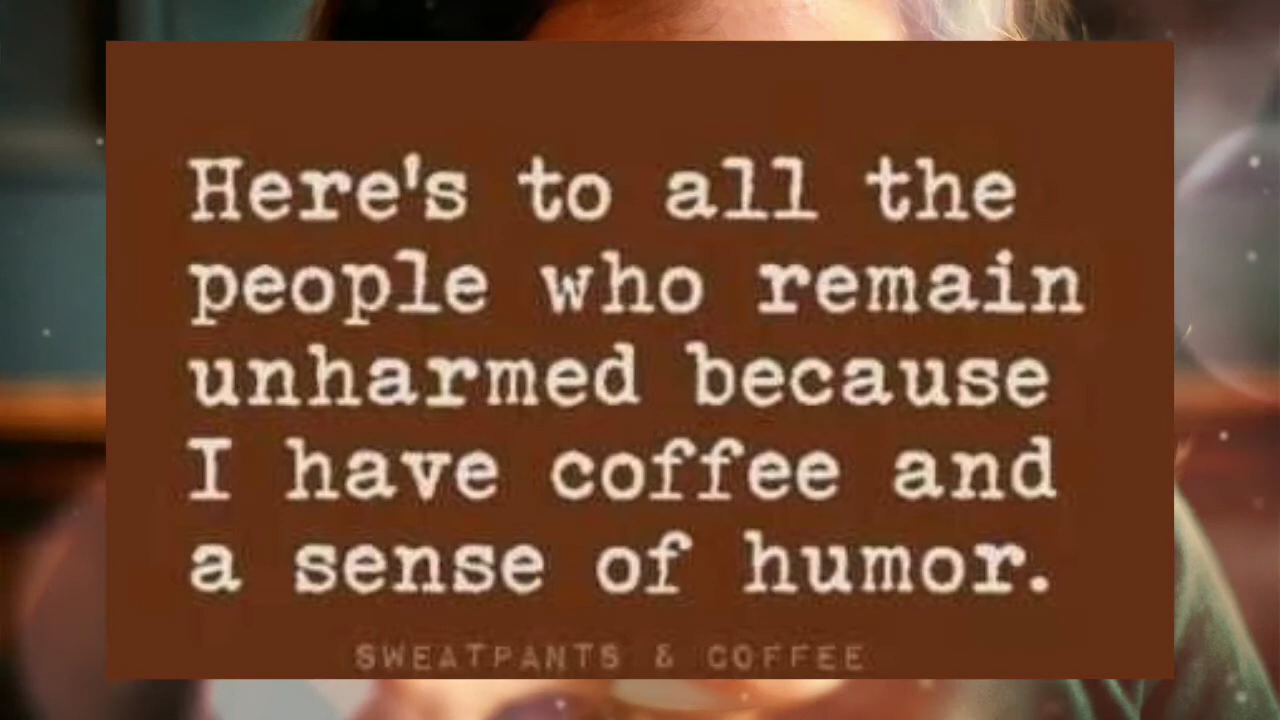 Here's to all the
people who remain
unharmed because
I have coffee and
a sense of humor.
SWEATPANTS & COFFEE